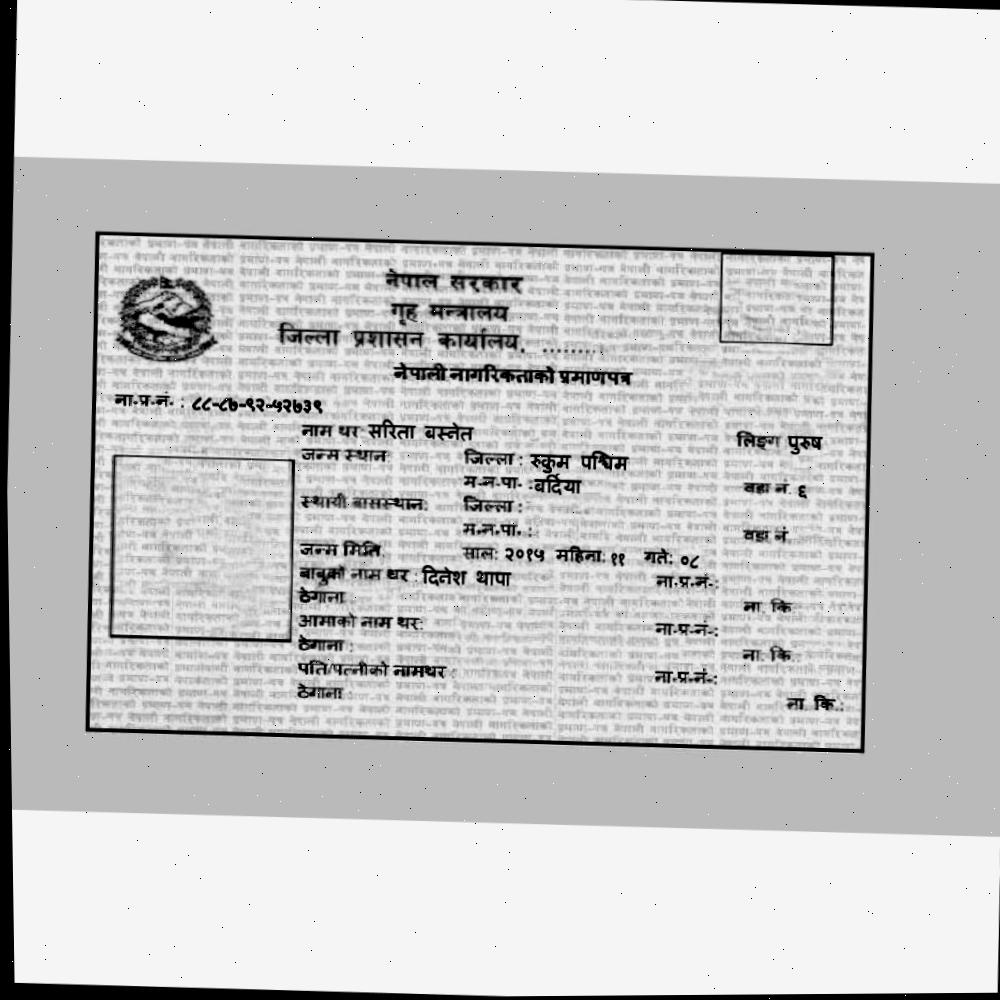 नेपाल सरकार
गृह मन्त्रालय
जिल्ला प्रशासन कार्यालय, .........
नेपाली नागरिकताको प्रमाणपत्र
ना.प्र.नं. : ८८-८७-९२-५२७३९
नाम थर: सरिता बस्नेत लिङ्ग पुरुष
जन्म स्थान: जिल्ला : रुकुम पश्चिम
म.न.पा. :बर्दिया वडा नं. ६
स्थायी बासस्थान: जिल्ला :
म.न.पा. : वडा नं.
जन्म मिति: साल: २०१५ महिना: ११ गते: ०८
बाबुको नाम थर : दिनेश थापा ना.प्र.नं.:
ठेगाना : ना. कि.:
आमाको नाम थर: ना.प्र.नं.:
ठेगाना : ना. कि.:
पति/पत्नीको नामथर : ना.प्र.नं.:
ठेगाना : ना. कि.: